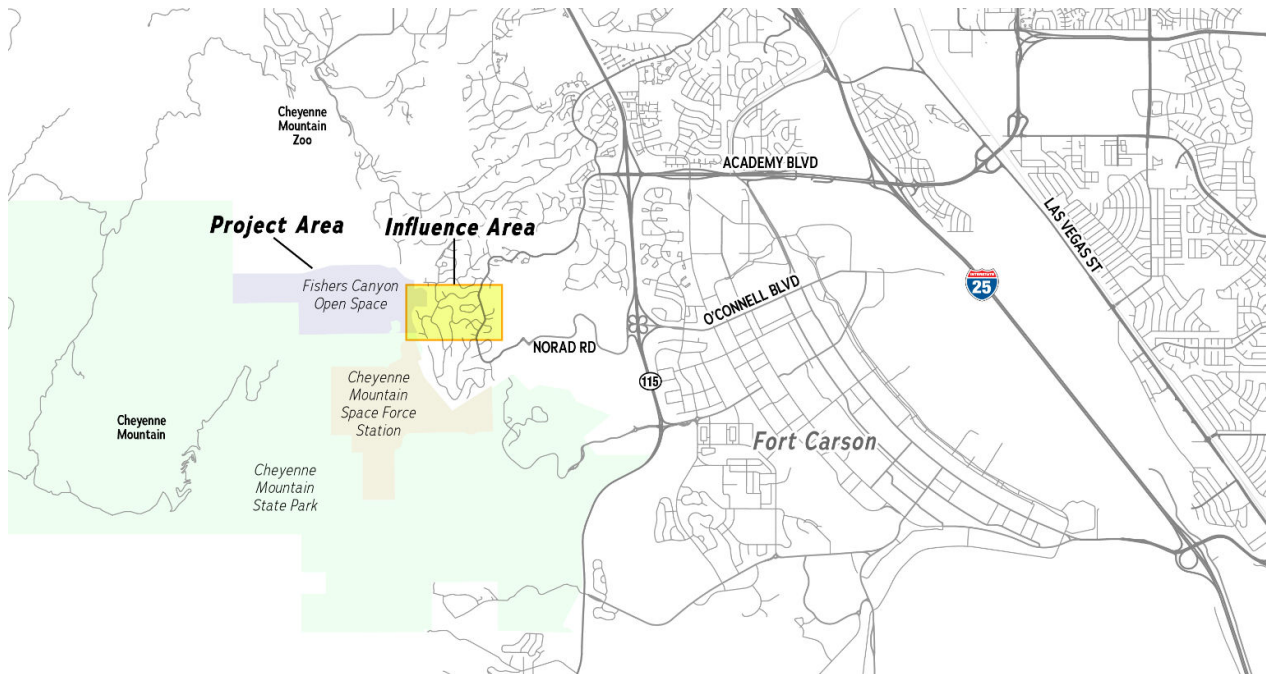 Cheyenne
Mountain
Zoo
ACADEMY BLVD
Project Area
Influence Area
LAS VEGAS ST
Fishers Canyon
Open Space
INTERSTATE
25
O'CONNELL BLVD
NORAD RD
115
Cheyenne
Mountain
Space Force
Station
Cheyenne
Mountain
Fort Carson
Cheyenne
Mountain
State Park